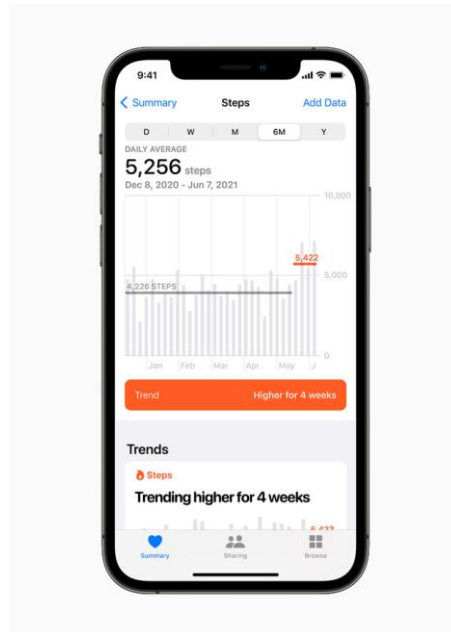 9:41
Summary Steps Add Data
D W M 6M Y
DAILY AVERAGE
5,256 steps
Dec 8, 2020 - Jun 7, 2021
10,000
5,422
5,000
4,226 STEPS
0
Jan Feb Mar Apr May J
Trend Higher for 4 weeks
Trends
Steps
Trending higher for 4 weeks
5,422
Summary Sharing Browse